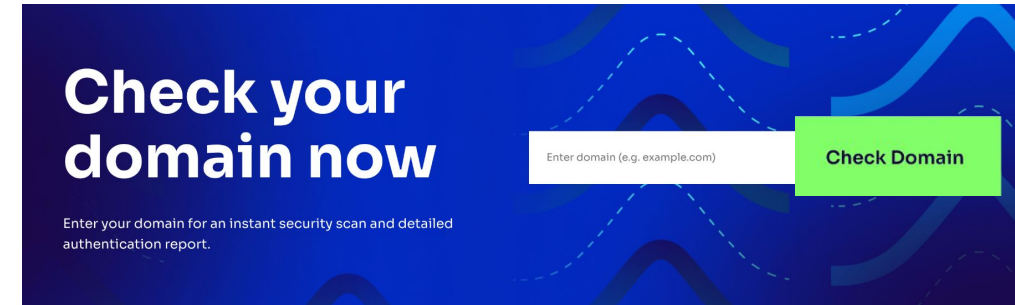 Check your
domain now
Enter your domain for an instant security scan and detailed
authentication report.
Enter domain (e.g. example.com)
Check Domain